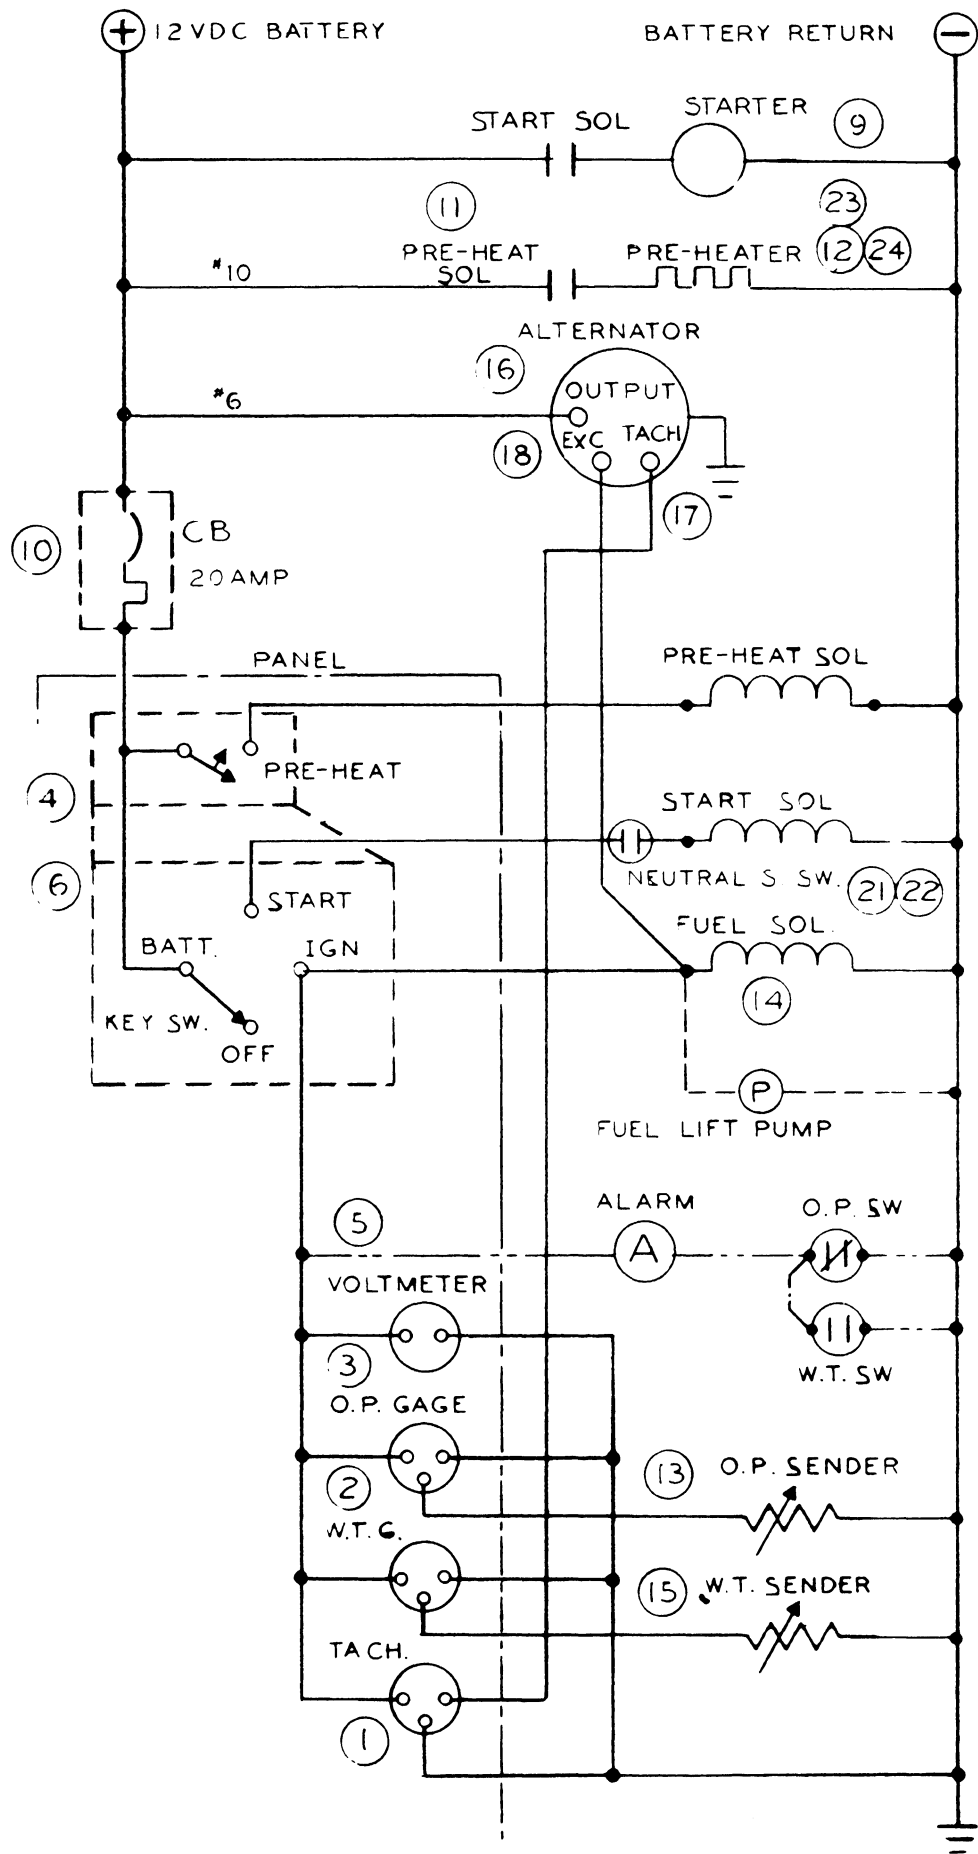 + 12VDC BATTERY
BATTERY RETURN −
START SOL
STARTER
9
11
23
PRE-HEAT
SOL
PRE-HEATER
12 24
#10
ALTERNATOR
16
OUTPUT
#6
EXC TACH
18
17
10
CB
20 AMP
PANEL
PRE-HEAT SOL
PRE-HEAT
4
START SOL
6
NEUTRAL S SW.
21 22
START
FUEL SOL.
BATT.
IGN
14
KEY SW.
OFF
P
FUEL LIFT PUMP
ALARM
O.P. SW
5
A
VOLTMETER
3
W.T. SW
O.P. GAGE
13
O.P. SENDER
2
W.T. G.
15
W.T. SENDER
TACH.
1